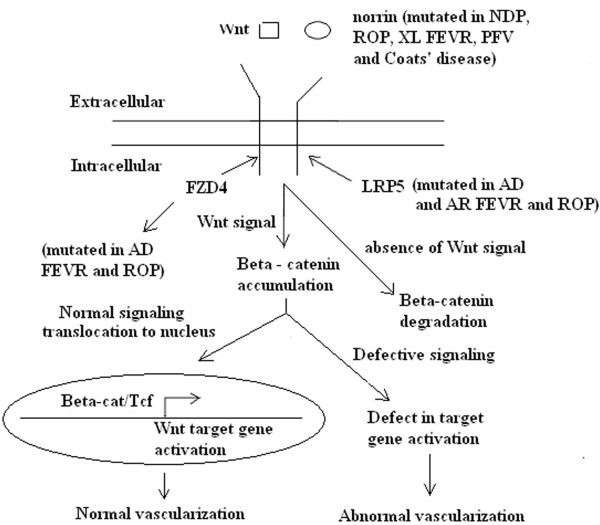 Wnt
norrin (mutated in NDP,
ROP, XL FEVR, PFV
and Coats' disease)
Extracellular
Intracellular
FZD4
LRP5 (mutated in AD
and AR FEVR and ROP)
Wnt signal
(mutated in AD
FEVR and ROP)
absence of Wnt signal
Beta - catenin
accumulation
Beta-catenin
degradation
Normal signaling
translocation to nucleus
Defective signaling
Beta-cat/Tcf
Wnt target gene
activation
Defect in target
gene activation
Normal vascularization
Abnormal vascularization